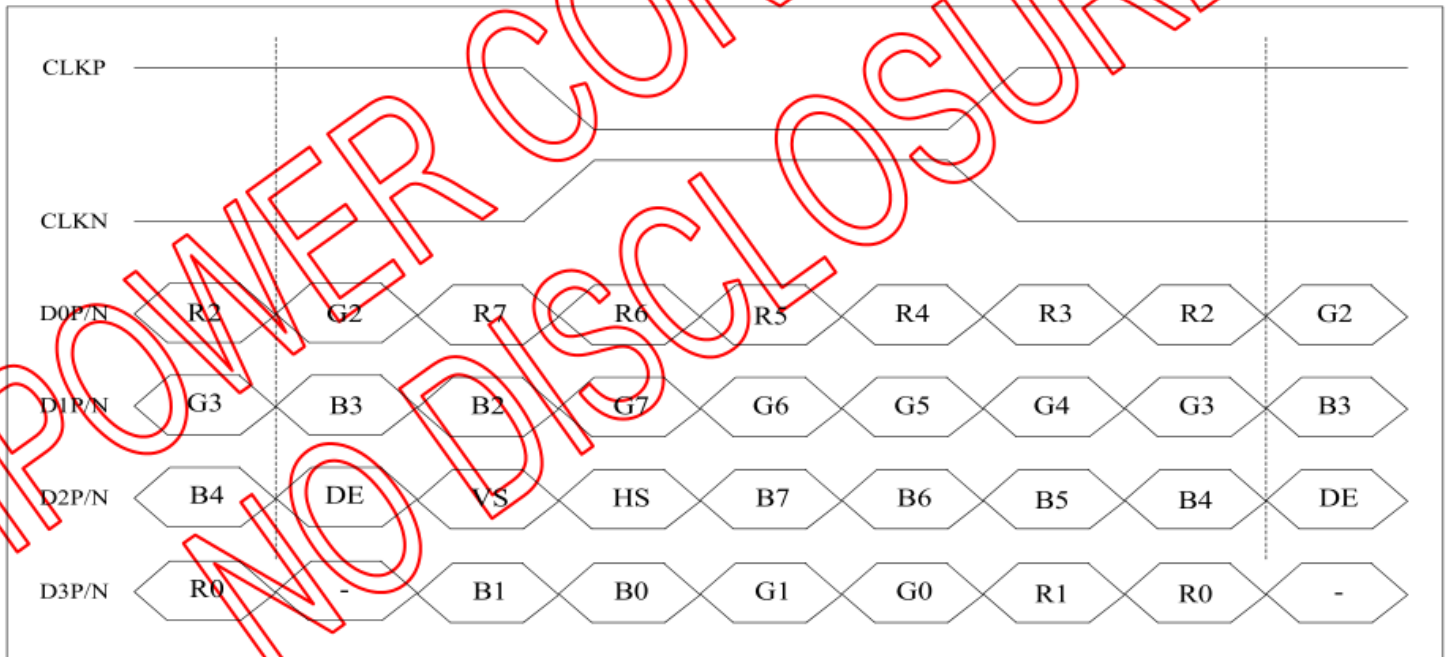 CLKP
CLKN
D0P/N R2 G2 R7 R6 R5 R4 R3 R2 G2
D1P/N G3 B3 B2 G7 G6 G5 G4 G3 B3
D2P/N B4 DE VS HS B7 B6 B5 B4 DE
D3P/N R0 - B1 B0 G1 G0 R1 R0 -
POWER
NO DISCLOSURE